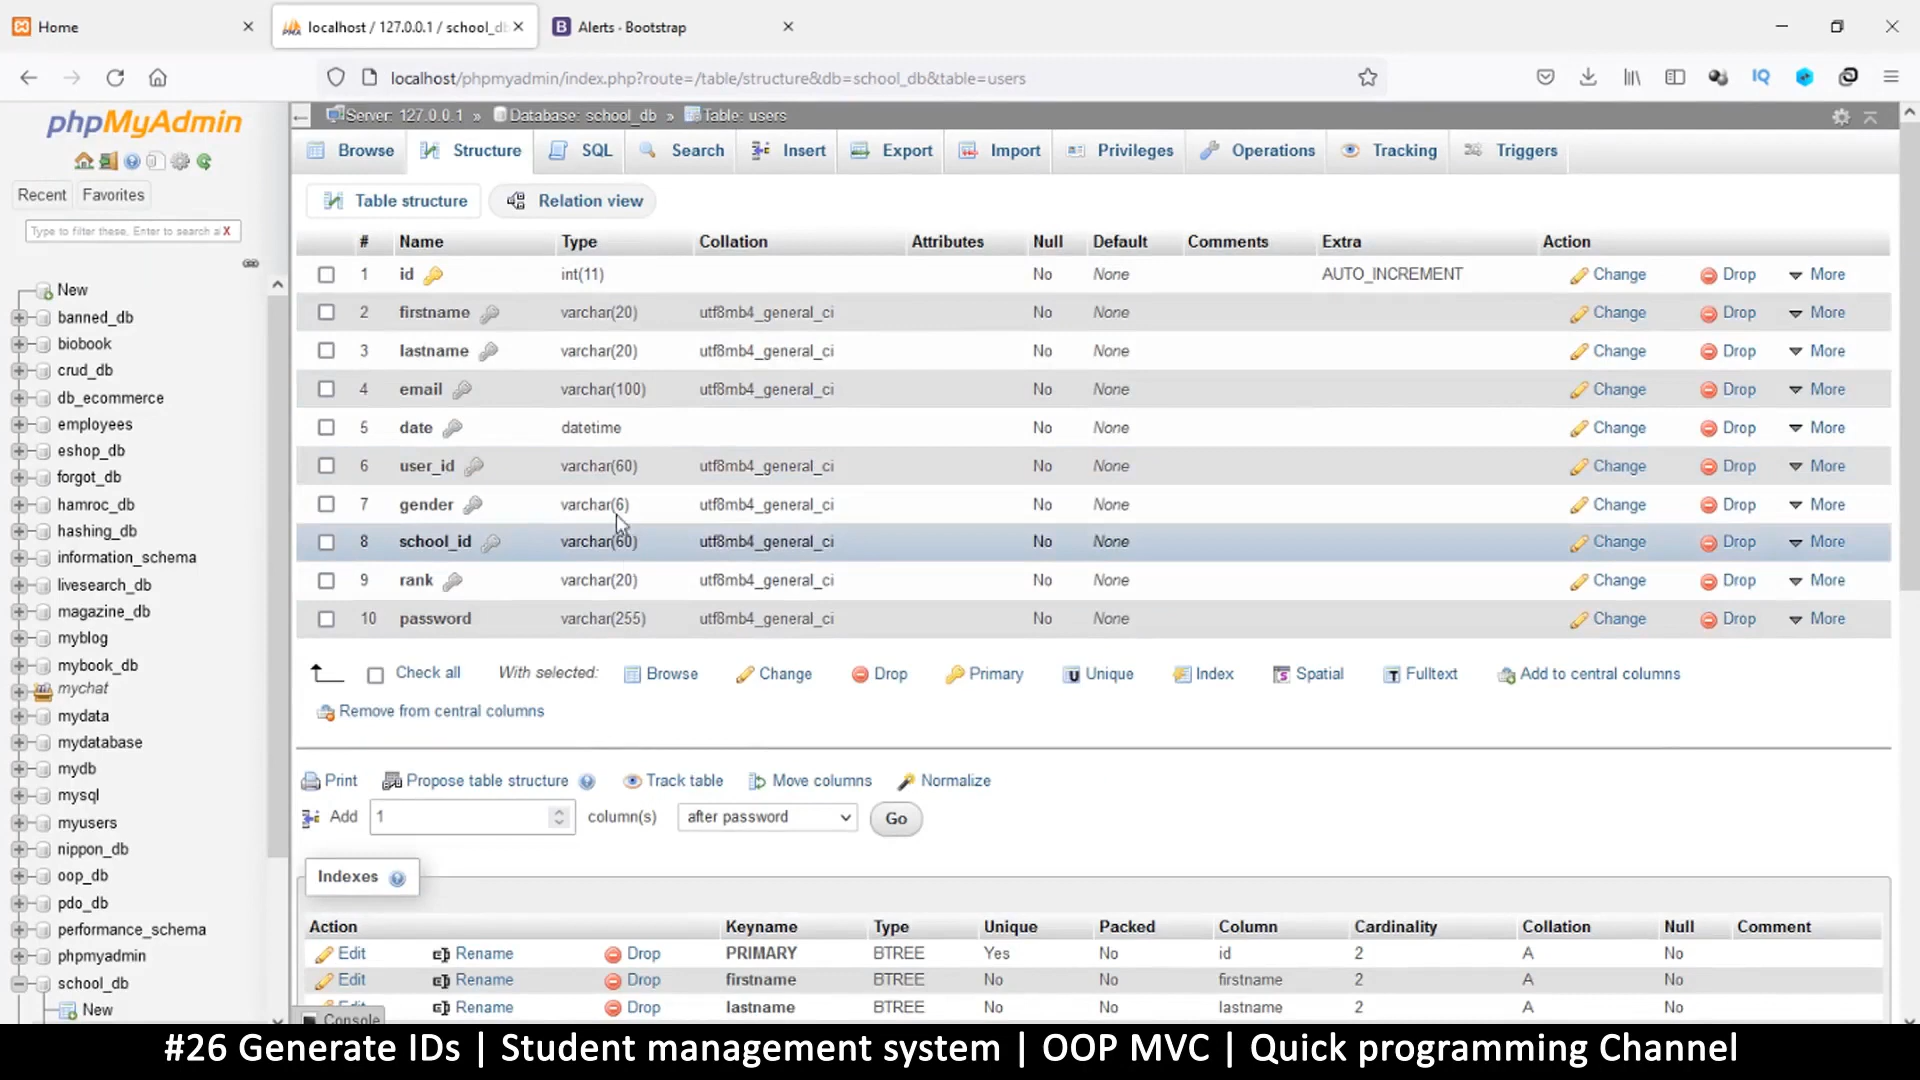 Home
localhost / 127.0.0.1 / school_db
Alerts · Bootstrap
localhost/phpmyadmin/index.php?route=/table/structure&db=school_db&table=users
phpMyAdmin
Server: 127.0.0.1 » Database: school_db » Table: users
Browse Structure SQL Search Insert Export Import Privileges Operations Tracking Triggers
Recent Favorites
Table structure Relation view
Type to filter these, Enter to search a X
# Name Type Collation Attributes Null Default Comments Extra Action
1 id int(11) No None AUTO_INCREMENT Change Drop More
2 firstname varchar(20) utf8mb4_general_ci No None Change Drop More
3 lastname varchar(20) utf8mb4_general_ci No None Change Drop More
4 email varchar(100) utf8mb4_general_ci No None Change Drop More
5 date datetime No None Change Drop More
6 user_id varchar(60) utf8mb4_general_ci No None Change Drop More
7 gender varchar(6) utf8mb4_general_ci No None Change Drop More
8 school_id varchar(60) utf8mb4_general_ci No None Change Drop More
9 rank varchar(20) utf8mb4_general_ci No None Change Drop More
10 password varchar(255) utf8mb4_general_ci No None Change Drop More
Check all With selected: Browse Change Drop Primary Unique Index Spatial Fulltext Add to central columns
Remove from central columns
Print Propose table structure Track table Move columns Normalize
Add 1 column(s) after password Go
Indexes
Action Keyname Type Unique Packed Column Cardinality Collation Null Comment
Edit Rename Drop PRIMARY BTREE Yes No id 2 A No
Edit Rename Drop firstname BTREE No No firstname 2 A No
Edit Rename Drop lastname BTREE No No lastname 2 A No
Console
New
banned_db
biobook
crud_db
db_ecommerce
employees
eshop_db
forgot_db
hamroc_db
hashing_db
information_schema
livesearch_db
magazine_db
myblog
mybook_db
mychat
mydata
mydatabase
mydb
mysql
myusers
nippon_db
oop_db
pdo_db
performance_schema
phpmyadmin
school_db
New
#26 Generate IDs | Student management system | OOP MVC | Quick programming Channel